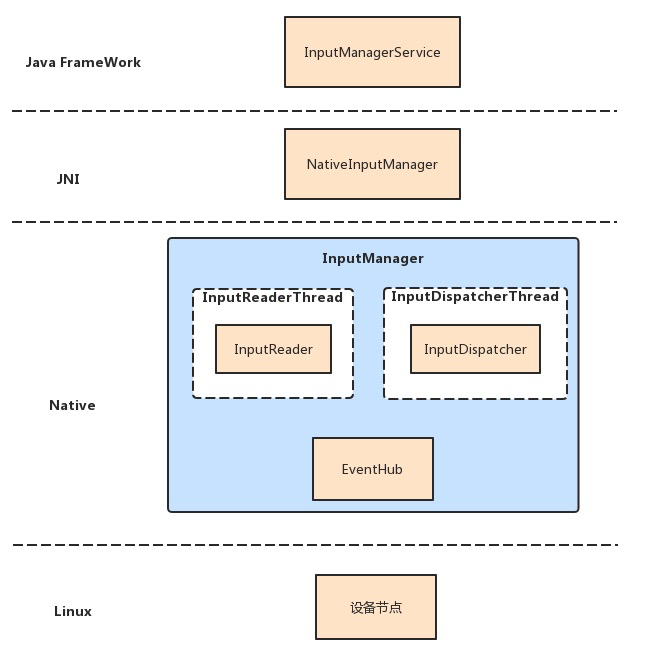 InputManagerService
Java FrameWork
NativeInputManager
JNI
InputManager
InputReaderThread
InputDispatcherThread
InputReader
InputDispatcher
Native
EventHub
设备节点
Linux